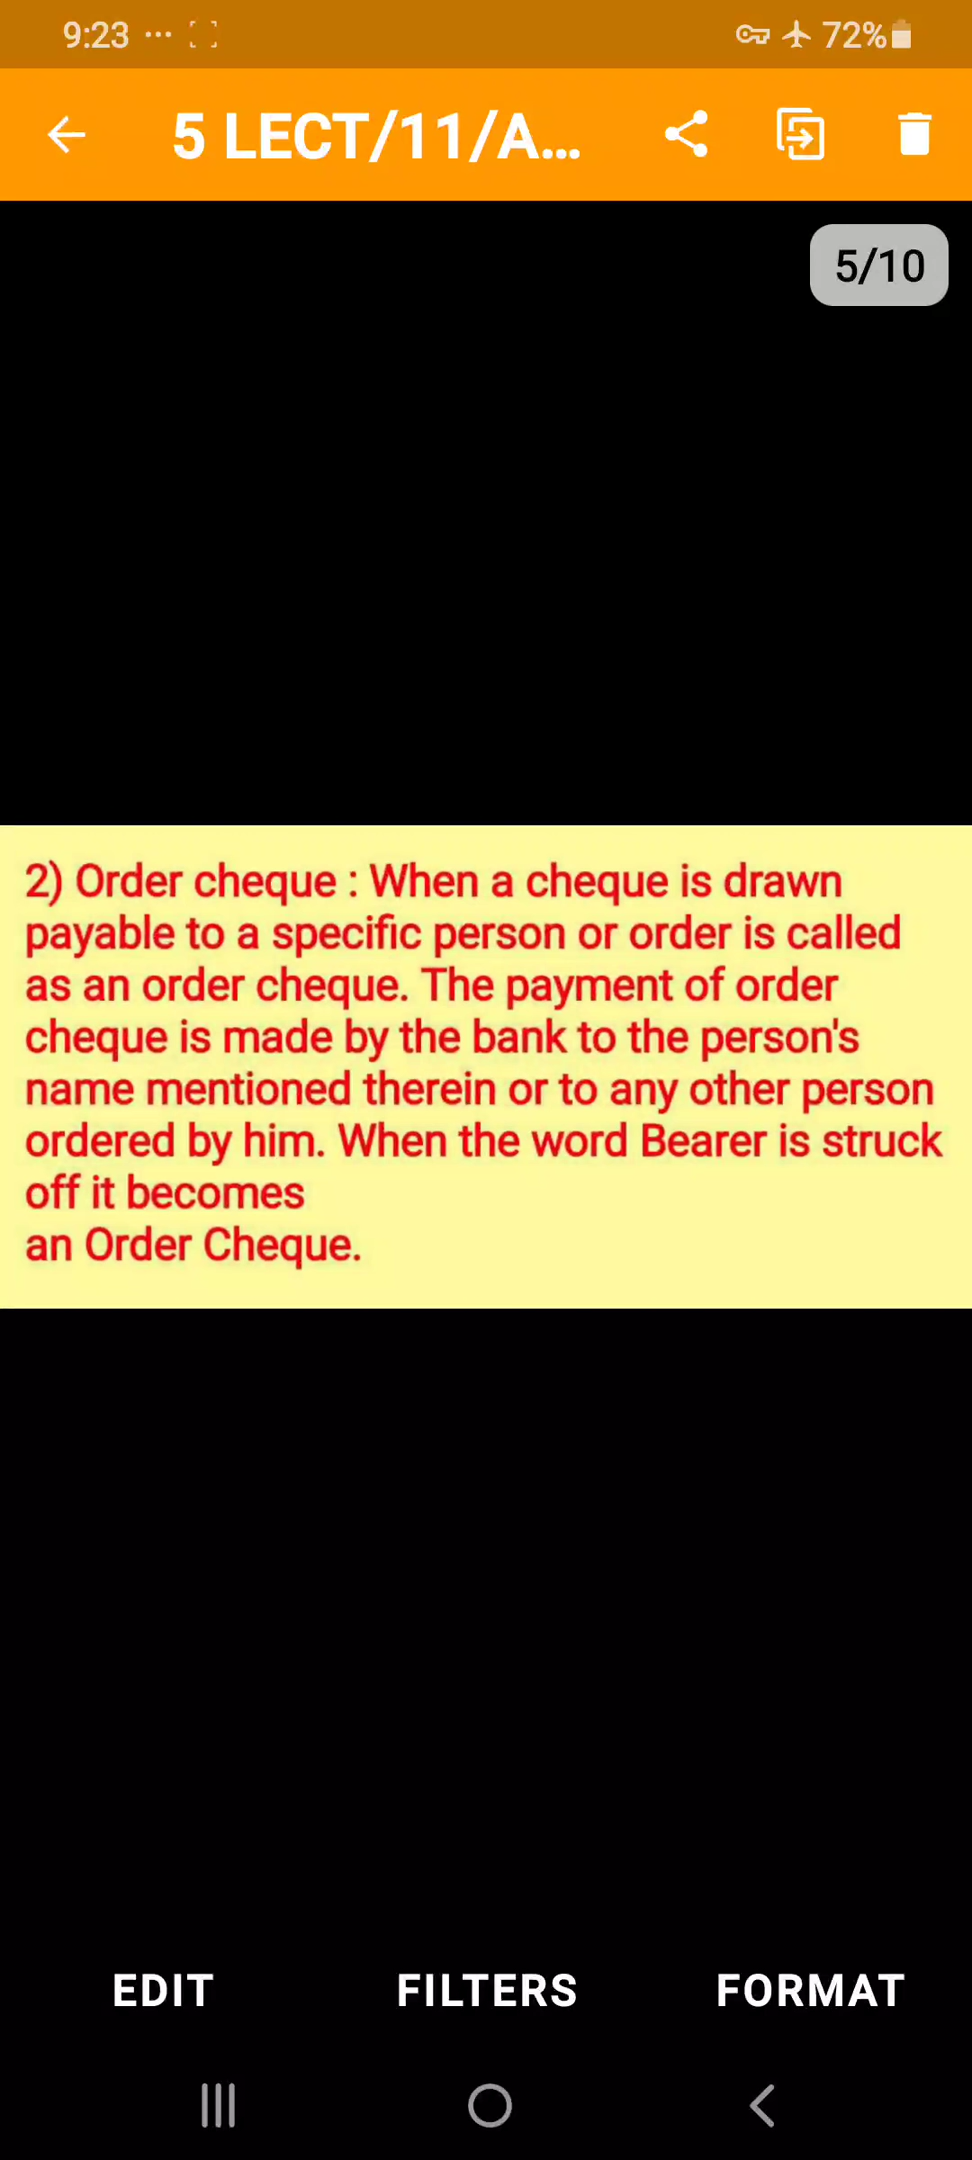 9:23 ... 72%
5 LECT/11/A...
5/10
2) Order cheque : When a cheque is drawn
payable to a specific person or order is called
as an order cheque. The payment of order
cheque is made by the bank to the person's
name mentioned therein or to any other person
ordered by him. When the word Bearer is struck
off it becomes
an Order Cheque.
EDIT FILTERS FORMAT